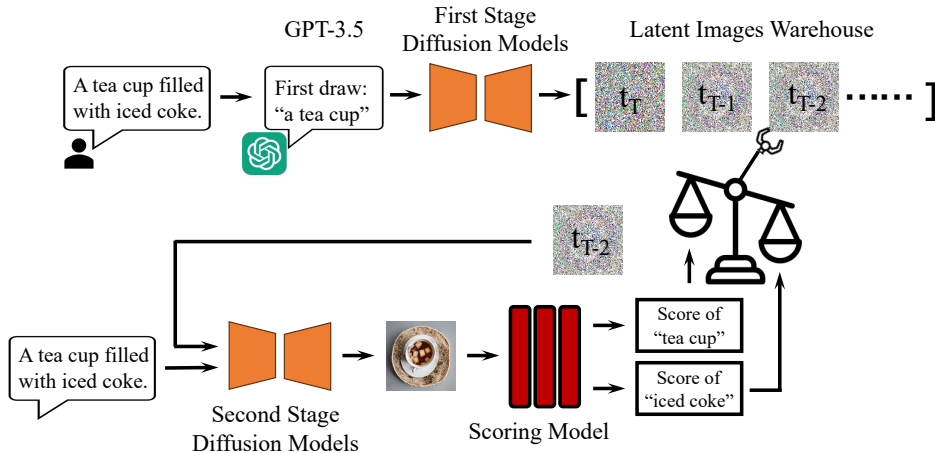 GPT-3.5
First Stage
Diffusion Models
Latent Images Warehouse
A tea cup filled
with iced coke.
First draw:
“a tea cup”
[
t_T
t_T-1
t_T-2
······
]
t_T-2
A tea cup filled
with iced coke.
Second Stage
Diffusion Models
Scoring Model
Score of
“tea cup”
Score of
“iced coke”